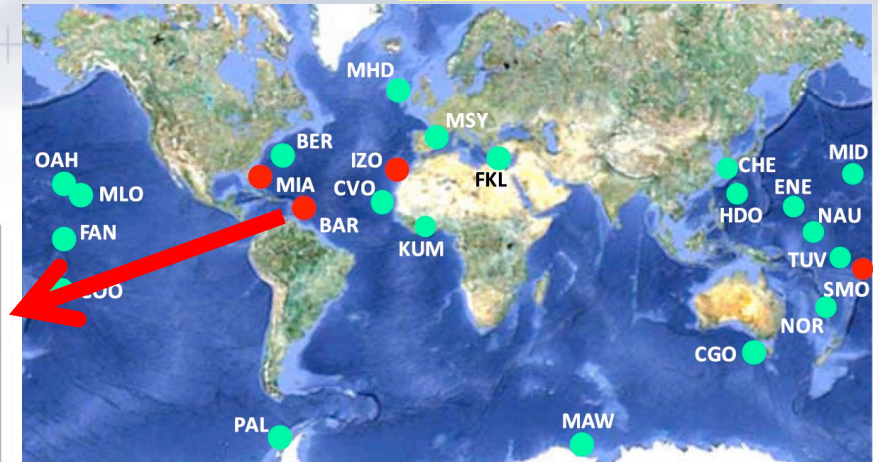 MHD
MSY
BER
IZO
FKL
OAH
MIA
CVO
CHE
MID
MLO
HDO
ENE
BAR
KUM
NAU
FAN
TUV
SMO
NOR
CGO
PAL
MAW